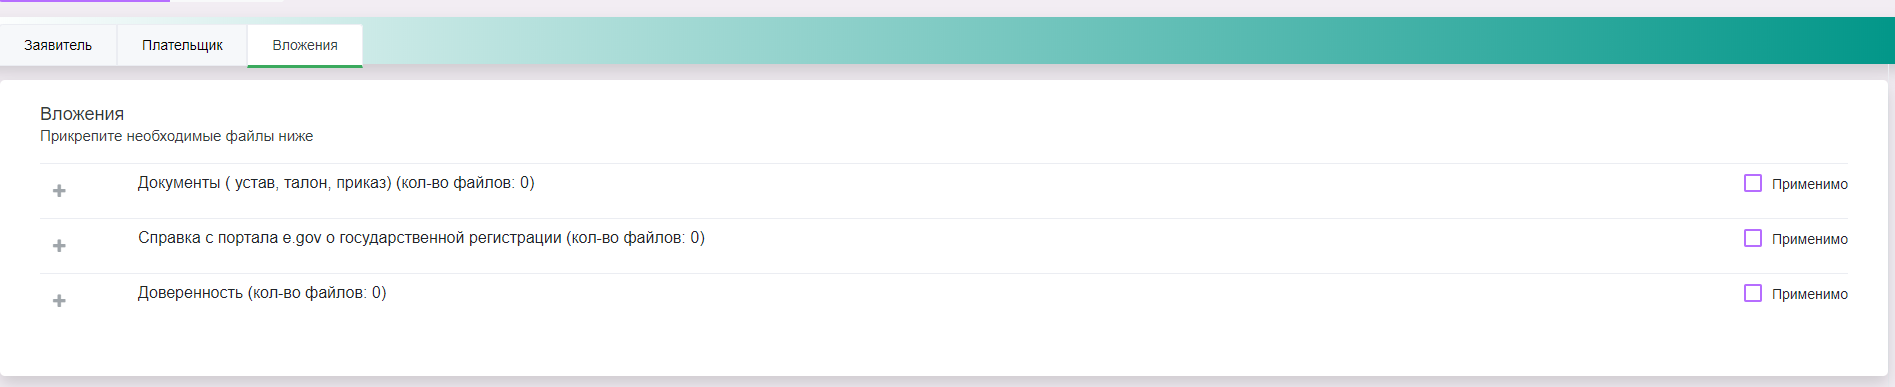 Заявитель Плательщик Вложения
Вложения
Прикрепите необходимые файлы ниже
Документы ( устав, талон, приказ) (кол-во файлов: 0) Применимо
Справка с портала e.gov о государственной регистрации (кол-во файлов: 0) Применимо
Доверенность (кол-во файлов: 0) Применимо